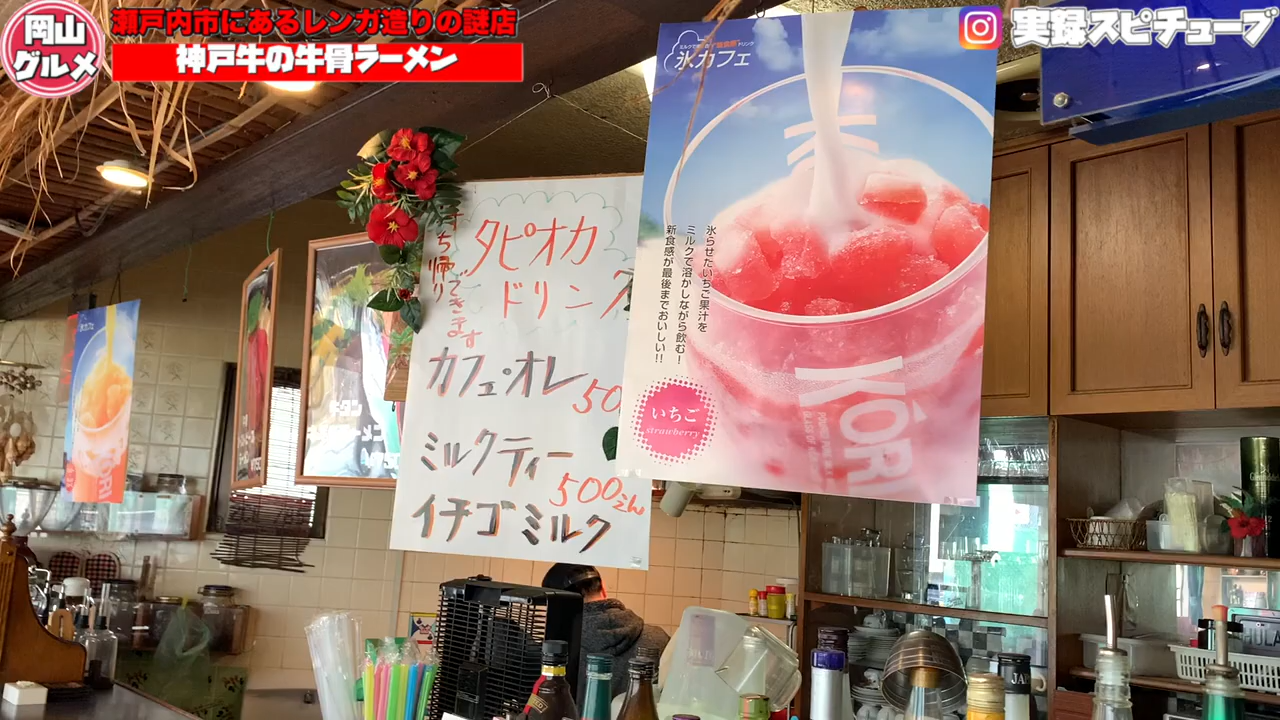 岡山
グルメ
瀬戸内市にあるレンガ造りの謎店
神戸牛の牛骨ラーメン
実録スピチューブ
持ち帰りできます
タピオカ
ドリンク
カフェ・オレ
50
ミルクティー
500えん
イチゴミルク
氷カフェ
氷らせたいちご果汁を
ミルクで溶かしながら飲む!
新食感が最後までおいしい!!
いちご
strawberry
KŌRI